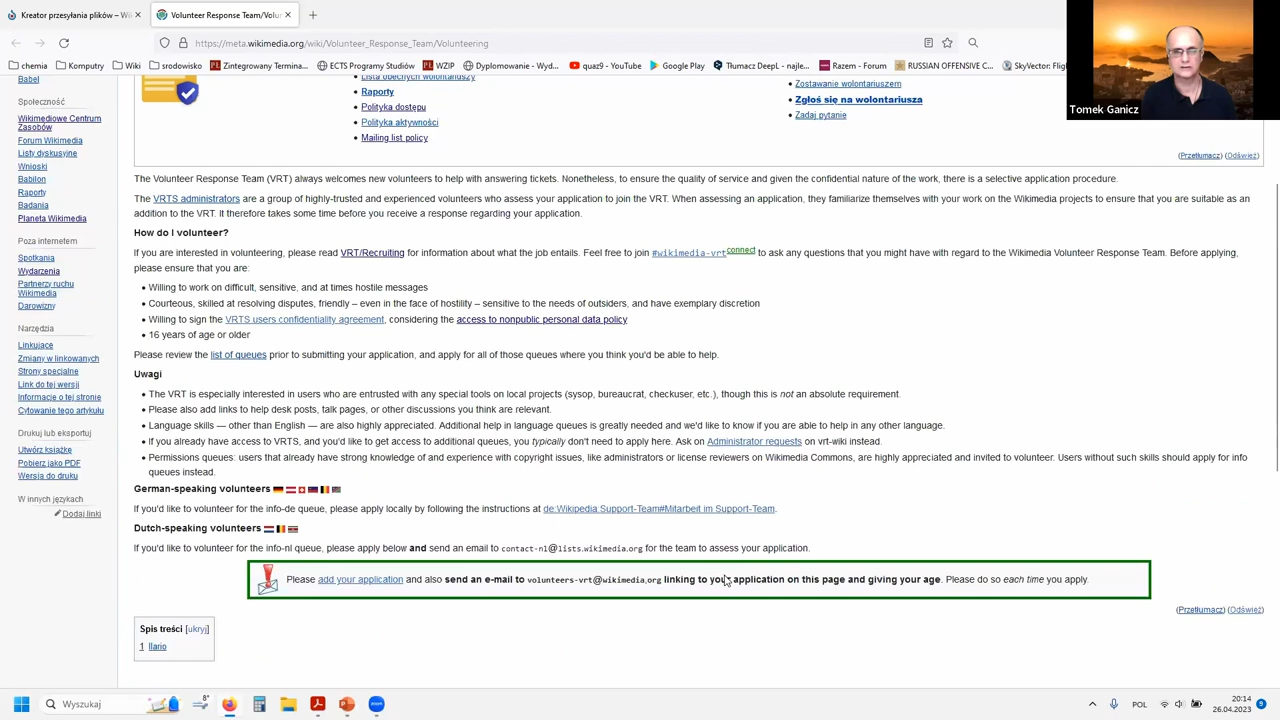 Kreator przesyłania plików – Wi
Volunteer Response Team/Volu
https://meta.wikimedia.org/wiki/Volunteer_Response_Team/Volunteering
chemia
Komputry
Wiki
srodowisko
Zintegrowany Termina...
ECTS Programy Studiów
Dyplomowanie - Wyd...
quaz9 - YouTube
Google Play
Tłumacz DeepL - najle...
Razem - Forum
RUSSIAN OFFENSIVE C...
SkyVector: Fligh
Tomek Ganicz
Babel
Społeczność
Wikimediowe Centrum
Zasobów
Forum Wikimedia
Listy dyskusyjne
Wnioski
Babilon
Raporty
Badania
Planeta Wikimedia
Poza internetem
Spotkania
Wydarzenia
Partnerzy ruchu
Wikimedia
Darowizny
Narzędzia
Linkujące
Zmiany w linkowanych
Strony specjalne
Link do tej wersji
Informacje o tej stronie
Cytowanie tego artykułu
Drukuj lub eksportuj
Utwórz książkę
Pobierz jako PDF
Wersja do druku
W innych językach
Dodaj linki
Lista obecnych wolontariuszy
Raporty
Polityka dostępu
Polityka aktywności
Mailing list policy
Zostawanie wolontariuszem
Zgłoś się na wolontariusza
Zadaj pytanie
(Przetłumacz) (Odśwież)
The Volunteer Response Team (VRT) always welcomes new volunteers to help with answering tickets. Nonetheless, to ensure the quality of service and given the confidential nature of the work, there is a selective application procedure.
The VRTS administrators are a group of highly-trusted and experienced volunteers who assess your application to join the VRT. When assessing an application, they familiarize themselves with your work on the Wikimedia projects to ensure that you are suitable as an
addition to the VRT. It therefore takes some time before you receive a response regarding your application.
How do I volunteer?
If you are interested in volunteering, please read VRT/Recruiting for information about what the job entails. Feel free to join #wikimedia-vrt connect to ask any questions that you might have with regard to the Wikimedia Volunteer Response Team. Before applying,
please ensure that you are:
• Willing to work on difficult, sensitive, and at times hostile messages
• Courteous, skilled at resolving disputes, friendly – even in the face of hostility – sensitive to the needs of outsiders, and have exemplary discretion
• Willing to sign the VRTS users confidentiality agreement, considering the access to nonpublic personal data policy
• 16 years of age or older
Please review the list of queues prior to submitting your application, and apply for all of those queues where you think you'd be able to help.
Uwagi
• The VRT is especially interested in users who are entrusted with any special tools on local projects (sysop, bureaucrat, checkuser, etc.), though this is not an absolute requirement.
• Please also add links to help desk posts, talk pages, or other discussions you think are relevant.
• Language skills — other than English — are also highly appreciated. Additional help in language queues is greatly needed and we'd like to know if you are able to help in any other language.
• If you already have access to VRTS, and you'd like to get access to additional queues, you typically don't need to apply here. Ask on Administrator requests on vrt-wiki instead.
• Permissions queues: users that already have strong knowledge of and experience with copyright issues, like administrators or license reviewers on Wikimedia Commons, are highly appreciated and invited to volunteer. Users without such skills should apply for info
queues instead.
German-speaking volunteers
If you'd like to volunteer for the info-de queue, please apply locally by following the instructions at de:Wikipedia:Support-Team#Mitarbeit im Support-Team.
Dutch-speaking volunteers
If you'd like to volunteer for the info-nl queue, please apply below and send an email to contact-nl@lists.wikimedia.org for the team to assess your application.
Please add your application and also send an e-mail to volunteers-vrt@wikimedia.org linking to your application on this page and giving your age. Please do so each time you apply.
(Przetłumacz) (Odśwież)
Spis treści [ukryj]
1 Ilario
Wyszukaj
8°
POL
20:14
26.04.2023
9